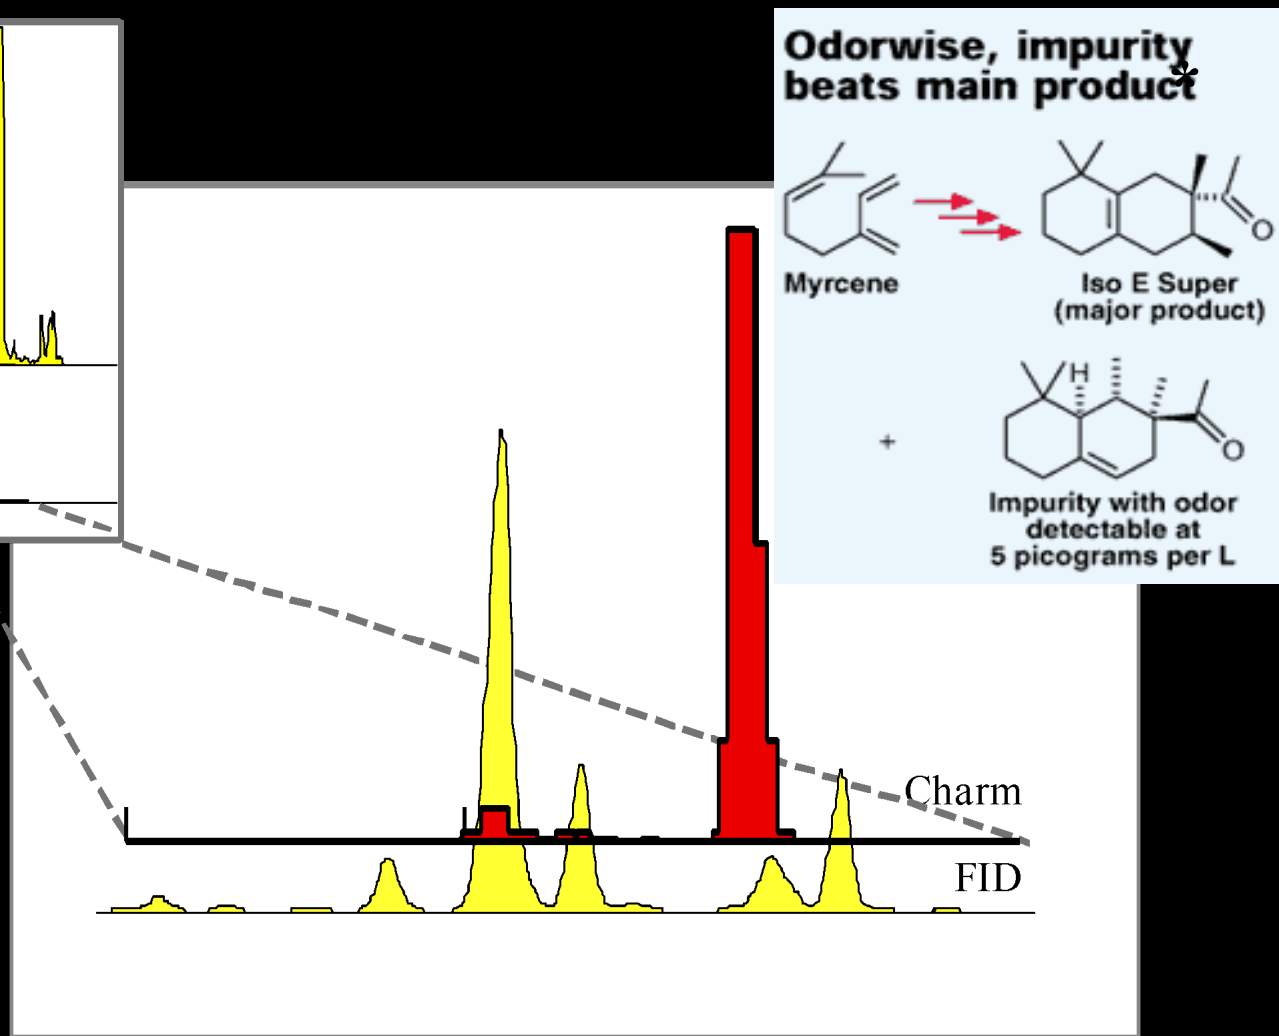 Odorwise, impurity
beats main product*
Myrcene
Iso E Super
(major product)
O
H
+
O
Impurity with odor
detectable at
5 picograms per L
Charm
FID